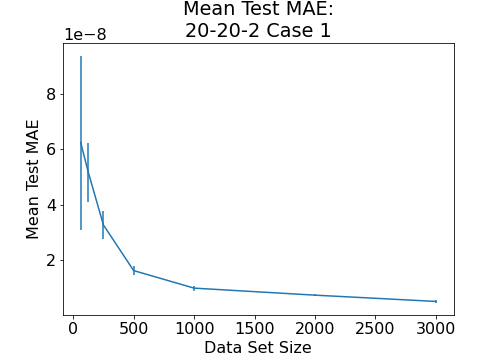 Mean Test MAE:
20-20-2 Case 1
1e−8
8
6
4
2
Mean Test MAE
0 500 1000 1500 2000 2500 3000
Data Set Size